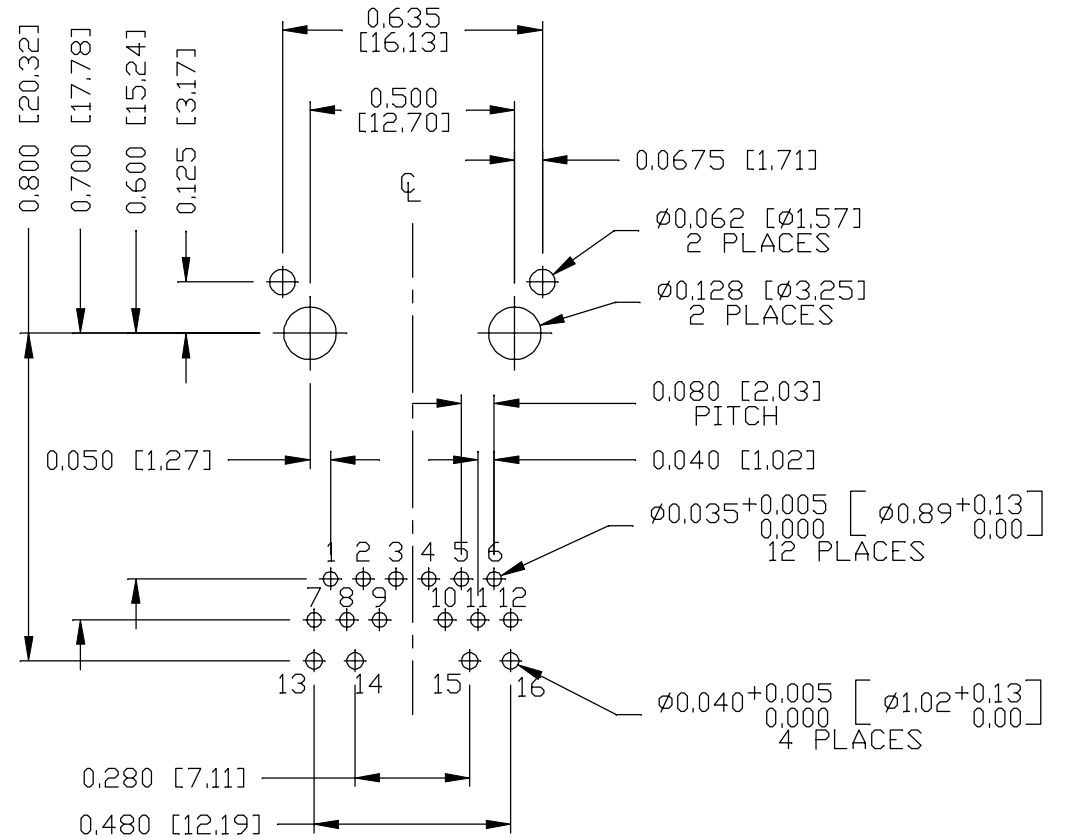 0,635
[16,13]
0,500
[12,70]
0,800 [20,32]
0,700 [17,78]
0,600 [15,24]
0,125 [3,17]
0,0675 [1,71]
CL
Ø0,062 [Ø1,57]
2 PLACES
Ø0,128 [Ø3,25]
2 PLACES
0,080 [2,03]
PITCH
0,050 [1,27]
0,040 [1,02]
Ø0,035+0,005 [Ø0,89+0,13]
0,000 0,00
12 PLACES
1 2 3 4 5 6
7 8 9 10 11 12
13 14 15 16
Ø0,040+0,005 [Ø1,02+0,13]
0,000 0,00
4 PLACES
0,280 [7,11]
0,480 [12,19]